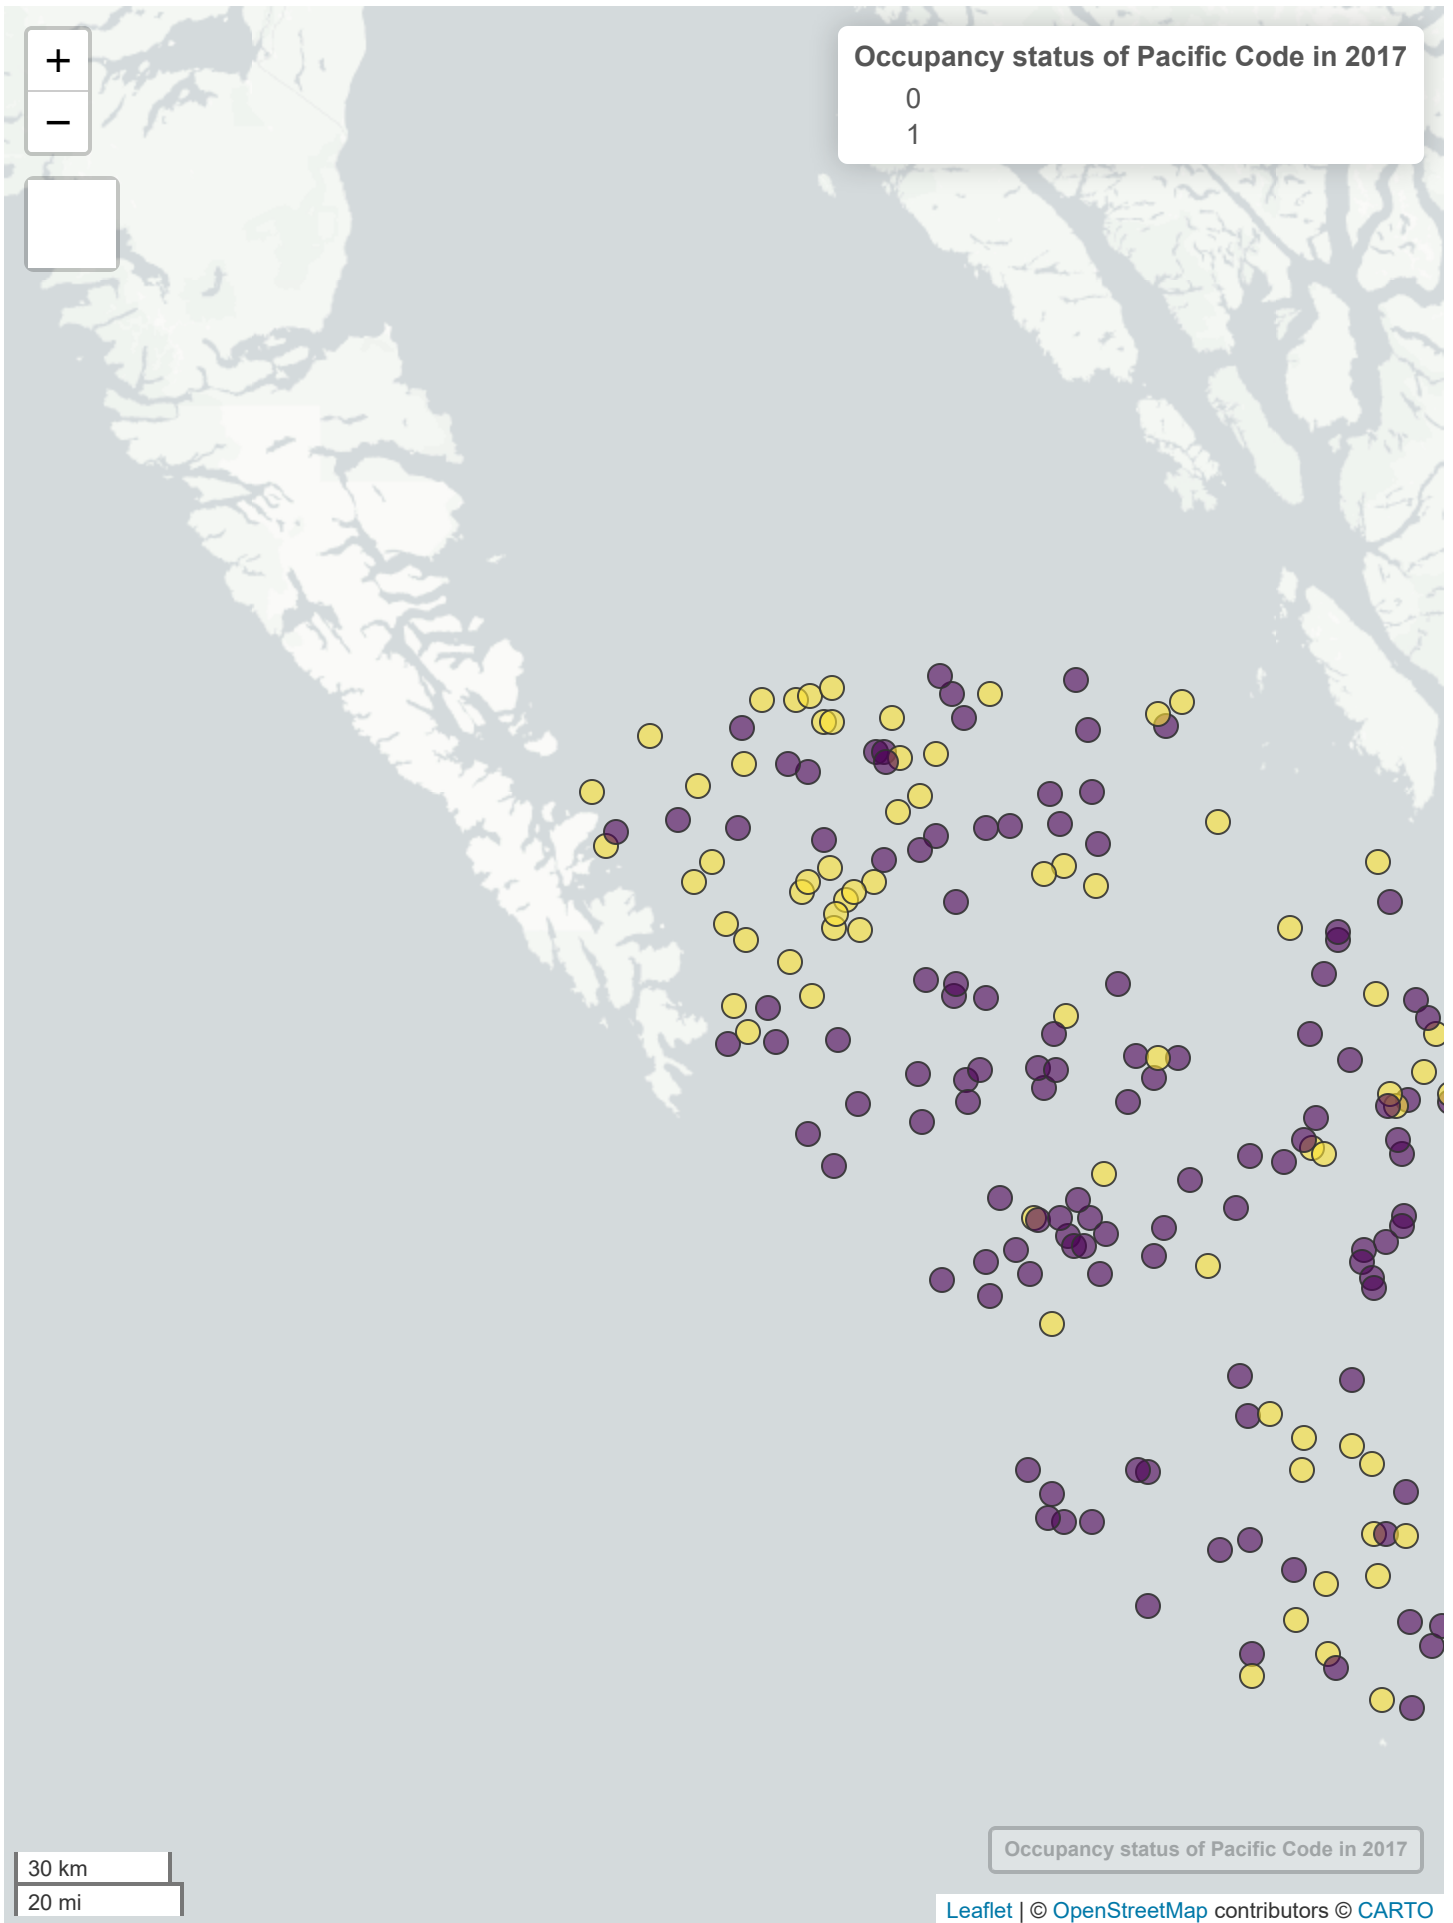 +
−
Occupancy status of Pacific Code in 2017
0
1
30 km
20 mi
Occupancy status of Pacific Code in 2017
Leaflet | © OpenStreetMap contributors © CARTO